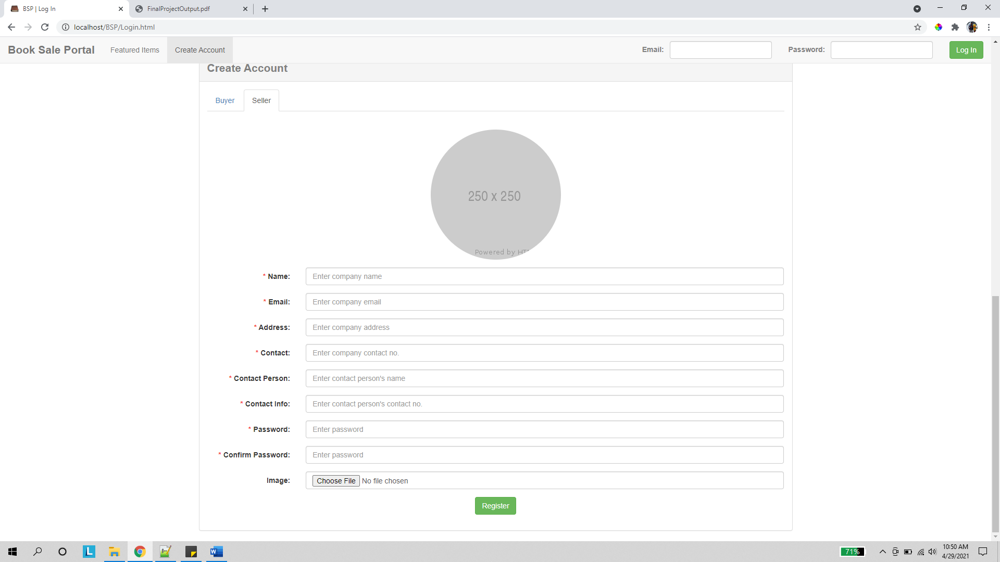 BSP | Log In
FinalProjectOutput.pdf
localhost/BSP/Login.html
Book Sale Portal Featured Items Create Account Email: Password: Log In
Create Account
Buyer Seller
250 x 250
Powered by HT
* Name: Enter company name
* Email: Enter company email
* Address: Enter company address
* Contact: Enter company contact no.
* Contact Person: Enter contact person's name
* Contact Info: Enter contact person's contact no.
* Password: Enter password
* Confirm Password: Enter password
Image: Choose File No file chosen
Register
71%
10:50 AM
4/29/2021